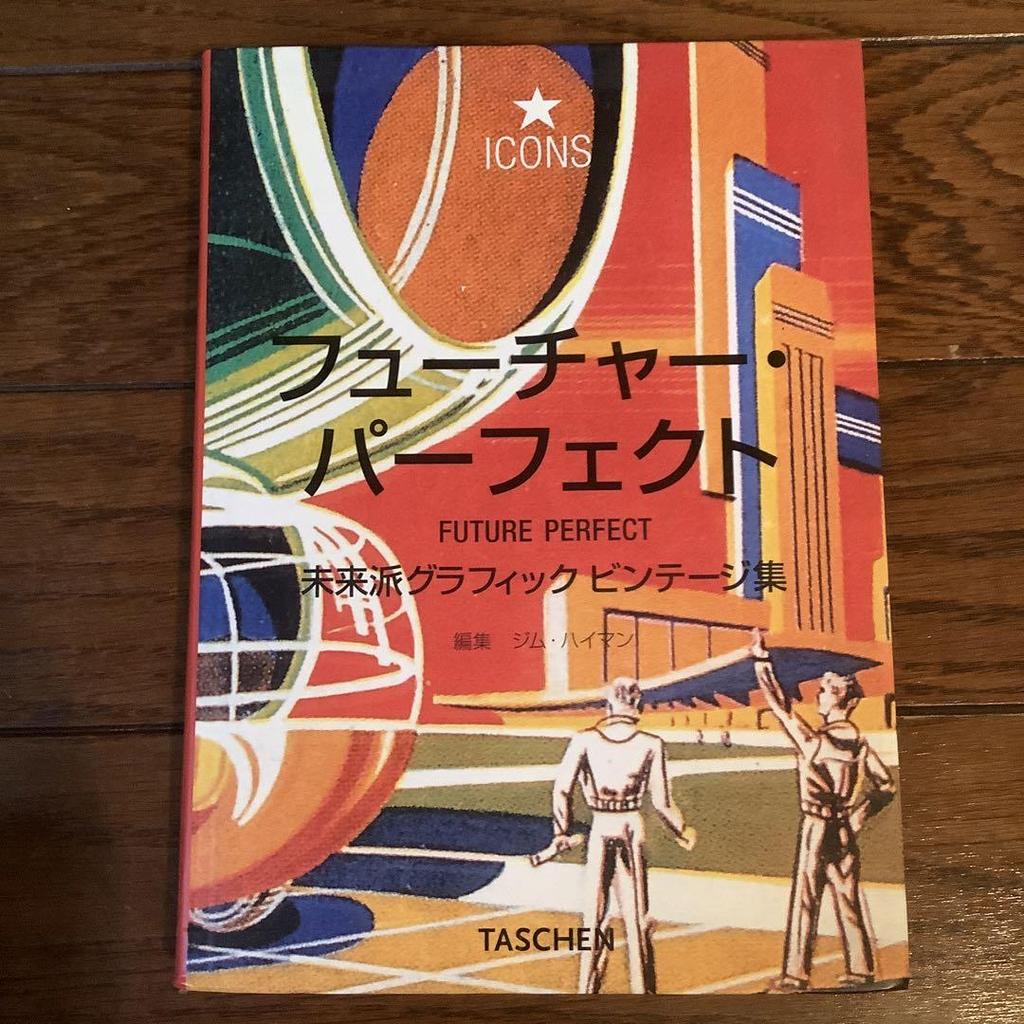 ICONS
フューチャー・
パーフェクト
FUTURE PERFECT
未来派グラフィック ビンテージ集
編集 ジム・ハイマン
TASCHEN